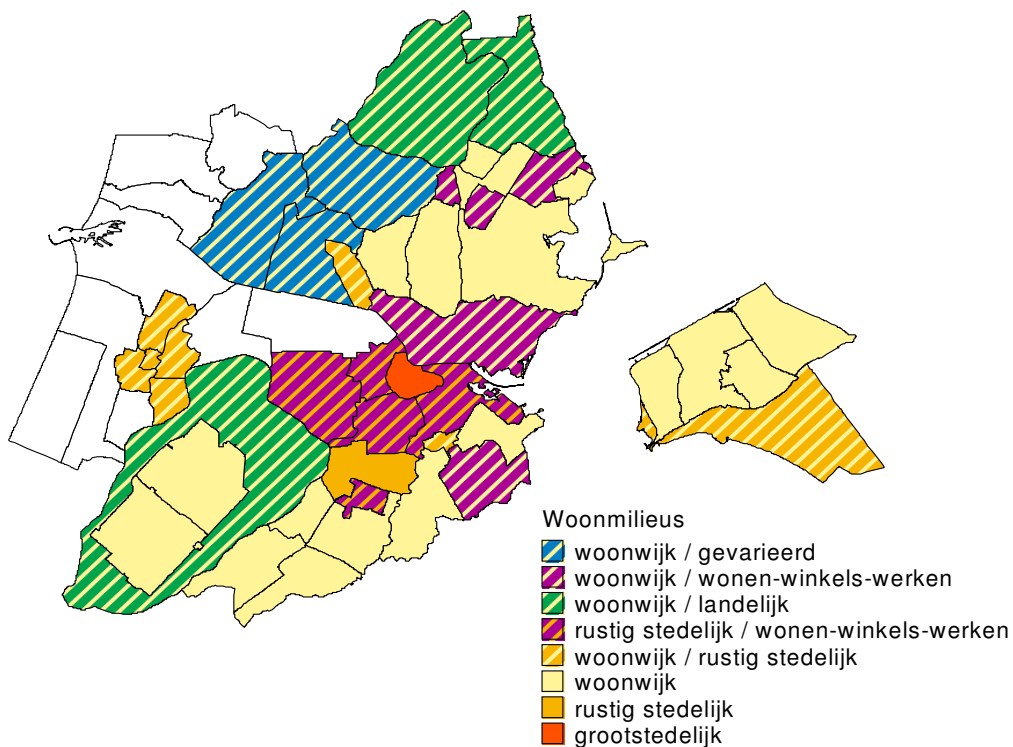 Woonmilieus
woonwijk / gevarieerd
woonwijk / wonen-winkels-werken
woonwijk / landelijk
rustig stedelijk / wonen-winkels-werken
woonwijk / rustig stedelijk
woonwijk
rustig stedelijk
grootstedelijk